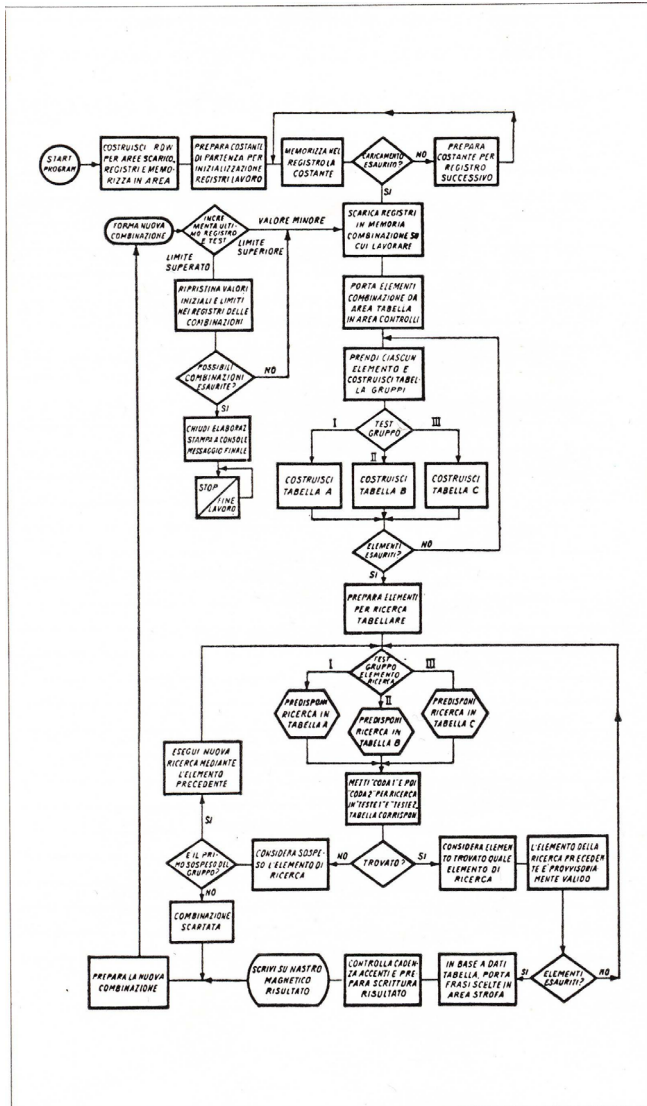 START
PROGRAM
COSTRUISCI RDW
PER AREE SCARICO,
REGISTRI E MEMO-
RIZZA IN AREA
PREPARA COSTANTE
DI PARTENZA PER
INIZIALIZZAZIONE
REGISTRI LAVORO
MEMORIZZA NEL
REGISTRO LA
COSTANTE
CARICAMENTO
ESAURITO?
NO
PREPARA
COSTANTE PER
REGISTRO
SUCCESSIVO
SI
FORMA NUOVA
COMBINAZIONE
INCRE
MENTA ULTI-
MO REGISTRO
E TEST
VALORE MINORE
LIMITE
SUPERIORE
LIMITE
SUPERATO
SCARICA REGISTRI
IN MEMORIA
COMBINAZIONE SU
CUI LAVORARE
RIPRISTINA VALORI
INIZIALI E LIMITI
NEI REGISTRI DELLE
COMBINAZIONI
PORTA ELEMENTI
COMBINAZIONE DA
AREA TABELLA
IN AREA CONTROLLI
POSSIBILI
COMBINAZIONI
ESAURITE?
NO
SI
PRENDI CIASCUN
ELEMENTO E
COSTRUISCI TABEL-
LA GRUPPI
CHIUDI ELABORAZ
STAMPA A CONSOLE
MESSAGGIO FINALE
I
TEST
GRUPPO
III
II
STOP
FINE
LAVORO
COSTRUISCI
TABELLA A
COSTRUISCI
TABELLA B
COSTRUISCI
TABELLA C
ELEMENTI
ESAURITI?
NO
SI
PREPARA ELEMENTI
PER RICERCA
TABELLARE
I
TEST
GRUPPO
ELEMENTO
RICERCA
III
II
PREDISPONI
RICERCA IN
TABELLA A
PREDISPONI
RICERCA IN
TABELLA B
PREDISPONI
RICERCA IN
TABELLA C
ESEGUI NUOVA
RICERCA MEDIANTE
L'ELEMENTO
PRECEDENTE
METTI "CODA 1" E POI
"CODA 2" PER RICERCA
IN "TESTE 1" E "TESTE 2"
TABELLA CORRISPON
SI
E IL PRI-
MO SOSPESO DEL
GRUPPO?
CONSIDERA SOSPE-
SO L'ELEMENTO DI
RICERCA
NO
TROVATO?
SI
CONSIDERA ELEMEN
TO TROVATO QUALE
ELEMENTO DI
RICERCA
L'ELEMENTO DELLA
RICERCA PRECEDEN
TE E' PROVVISORIA-
MENTE VALIDO
NO
COMBINAZIONE
SCARTATA
PREPARA LA NUOVA
COMBINAZIONE
SCRIVI SU NASTRO
MAGNETICO
RISULTATO
CONTROLLA CADEN-
ZA ACCENTI E PRE-
PARA SCRITTURA
RISULTATO
IN BASE A DATI
TABELLA, PORTA
FRASI SCELTE IN
AREA STROFA
SI
ELEMENTI
ESAURITI?
NO